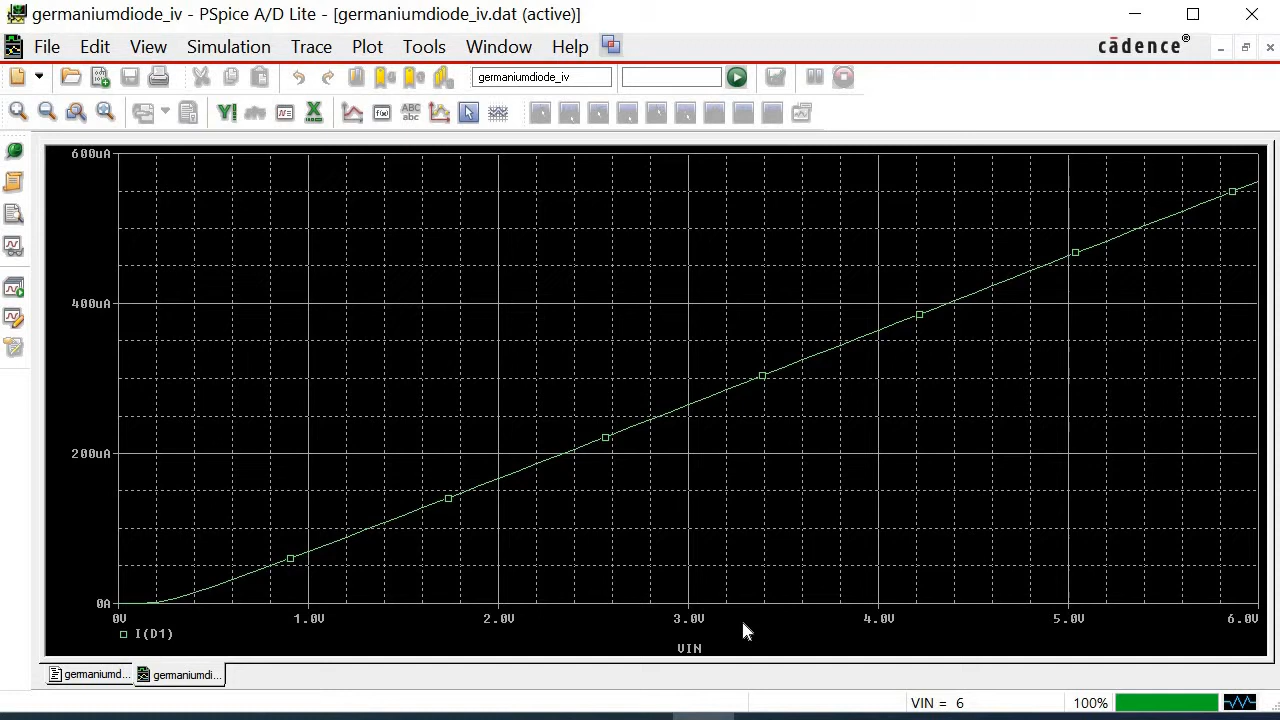 germaniumdiode_iv - PSpice A/D Lite - [germaniumdiode_iv.dat (active)]
File Edit View Simulation Trace Plot Tools Window Help
cādence®
germaniumdiode_iv
ABC
abc
600uA
400uA
200uA
0A
0V 1.0V 2.0V 3.0V 4.0V 5.0V 6.0V
I(D1)
VIN
germaniumd... germaniumdi...
VIN = 6 100%